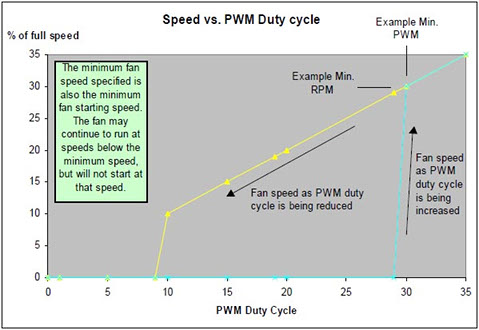 Speed vs. PWM Duty cycle
% of full speed
Example Min.
PWM
35
30
25
20
15
10
5
0
The minimum fan
speed specified is
also the minimum
fan starting speed.
The fan may
continue to run at
speeds below the
minimum speed,
but will not start at
that speed.
Example Min.
RPM
Fan speed as PWM duty
cycle is being reduced
Fan speed
as PWM
duty cycle
is being
increased
0 5 10 15 20 25 30 35
PWM Duty Cycle